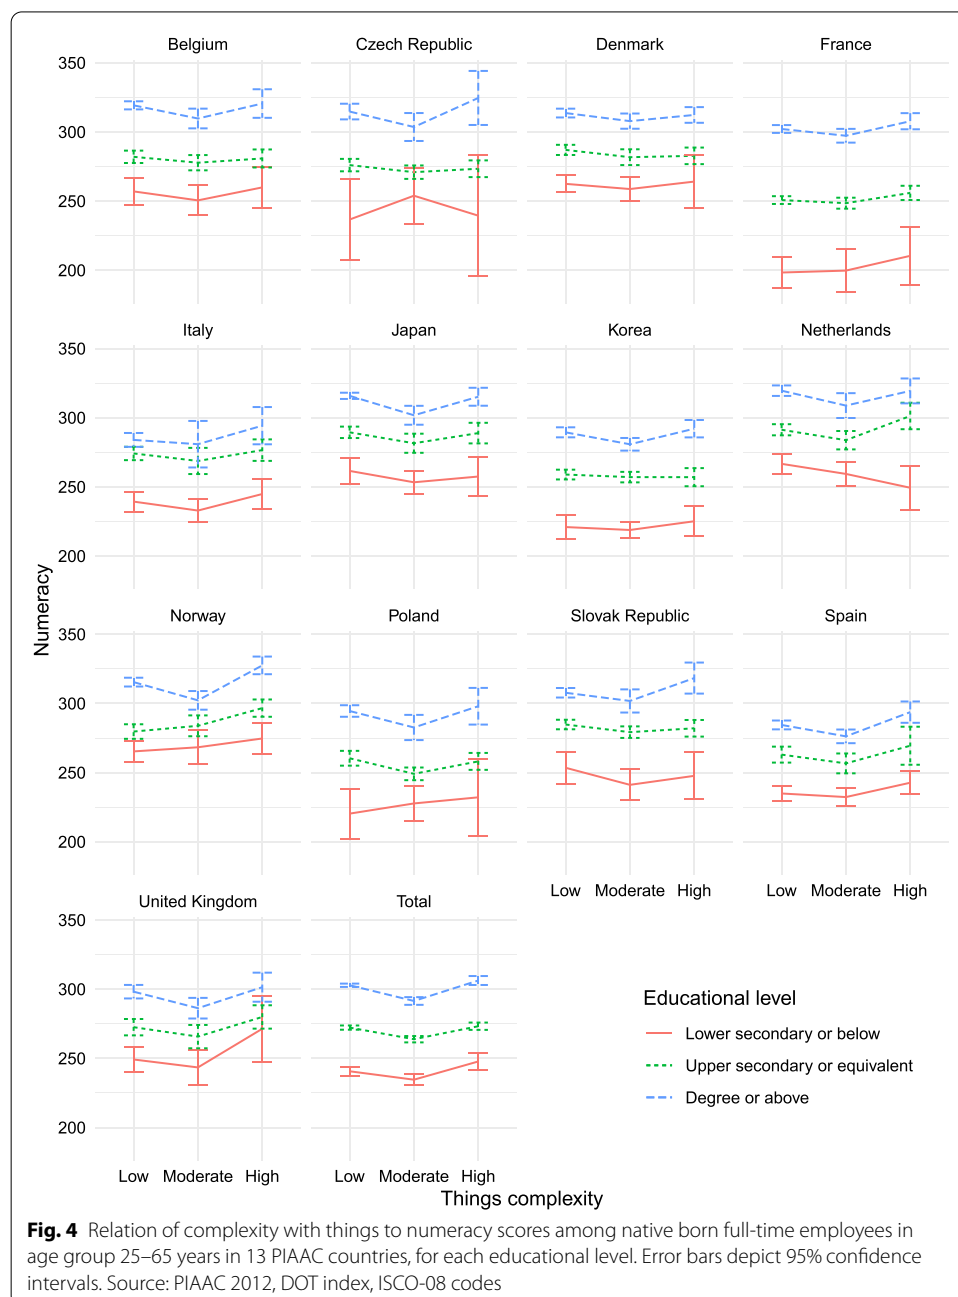 Belgium
Czech Republic
Denmark
France
350
300
250
200
Italy
Japan
Korea
Netherlands
350
300
250
200
Numeracy
Norway
Poland
Slovak Republic
Spain
350
300
250
200
Low Moderate High
Low Moderate High
United Kingdom
Total
350
300
250
200
Low Moderate High
Low Moderate High
Things complexity
Educational level
Lower secondary or below
Upper secondary or equivalent
Degree or above
Fig. 4 Relation of complexity with things to numeracy scores among native born full-time employees in
age group 25–65 years in 13 PIAAC countries, for each educational level. Error bars depict 95% confidence
intervals. Source: PIAAC 2012, DOT index, ISCO-08 codes